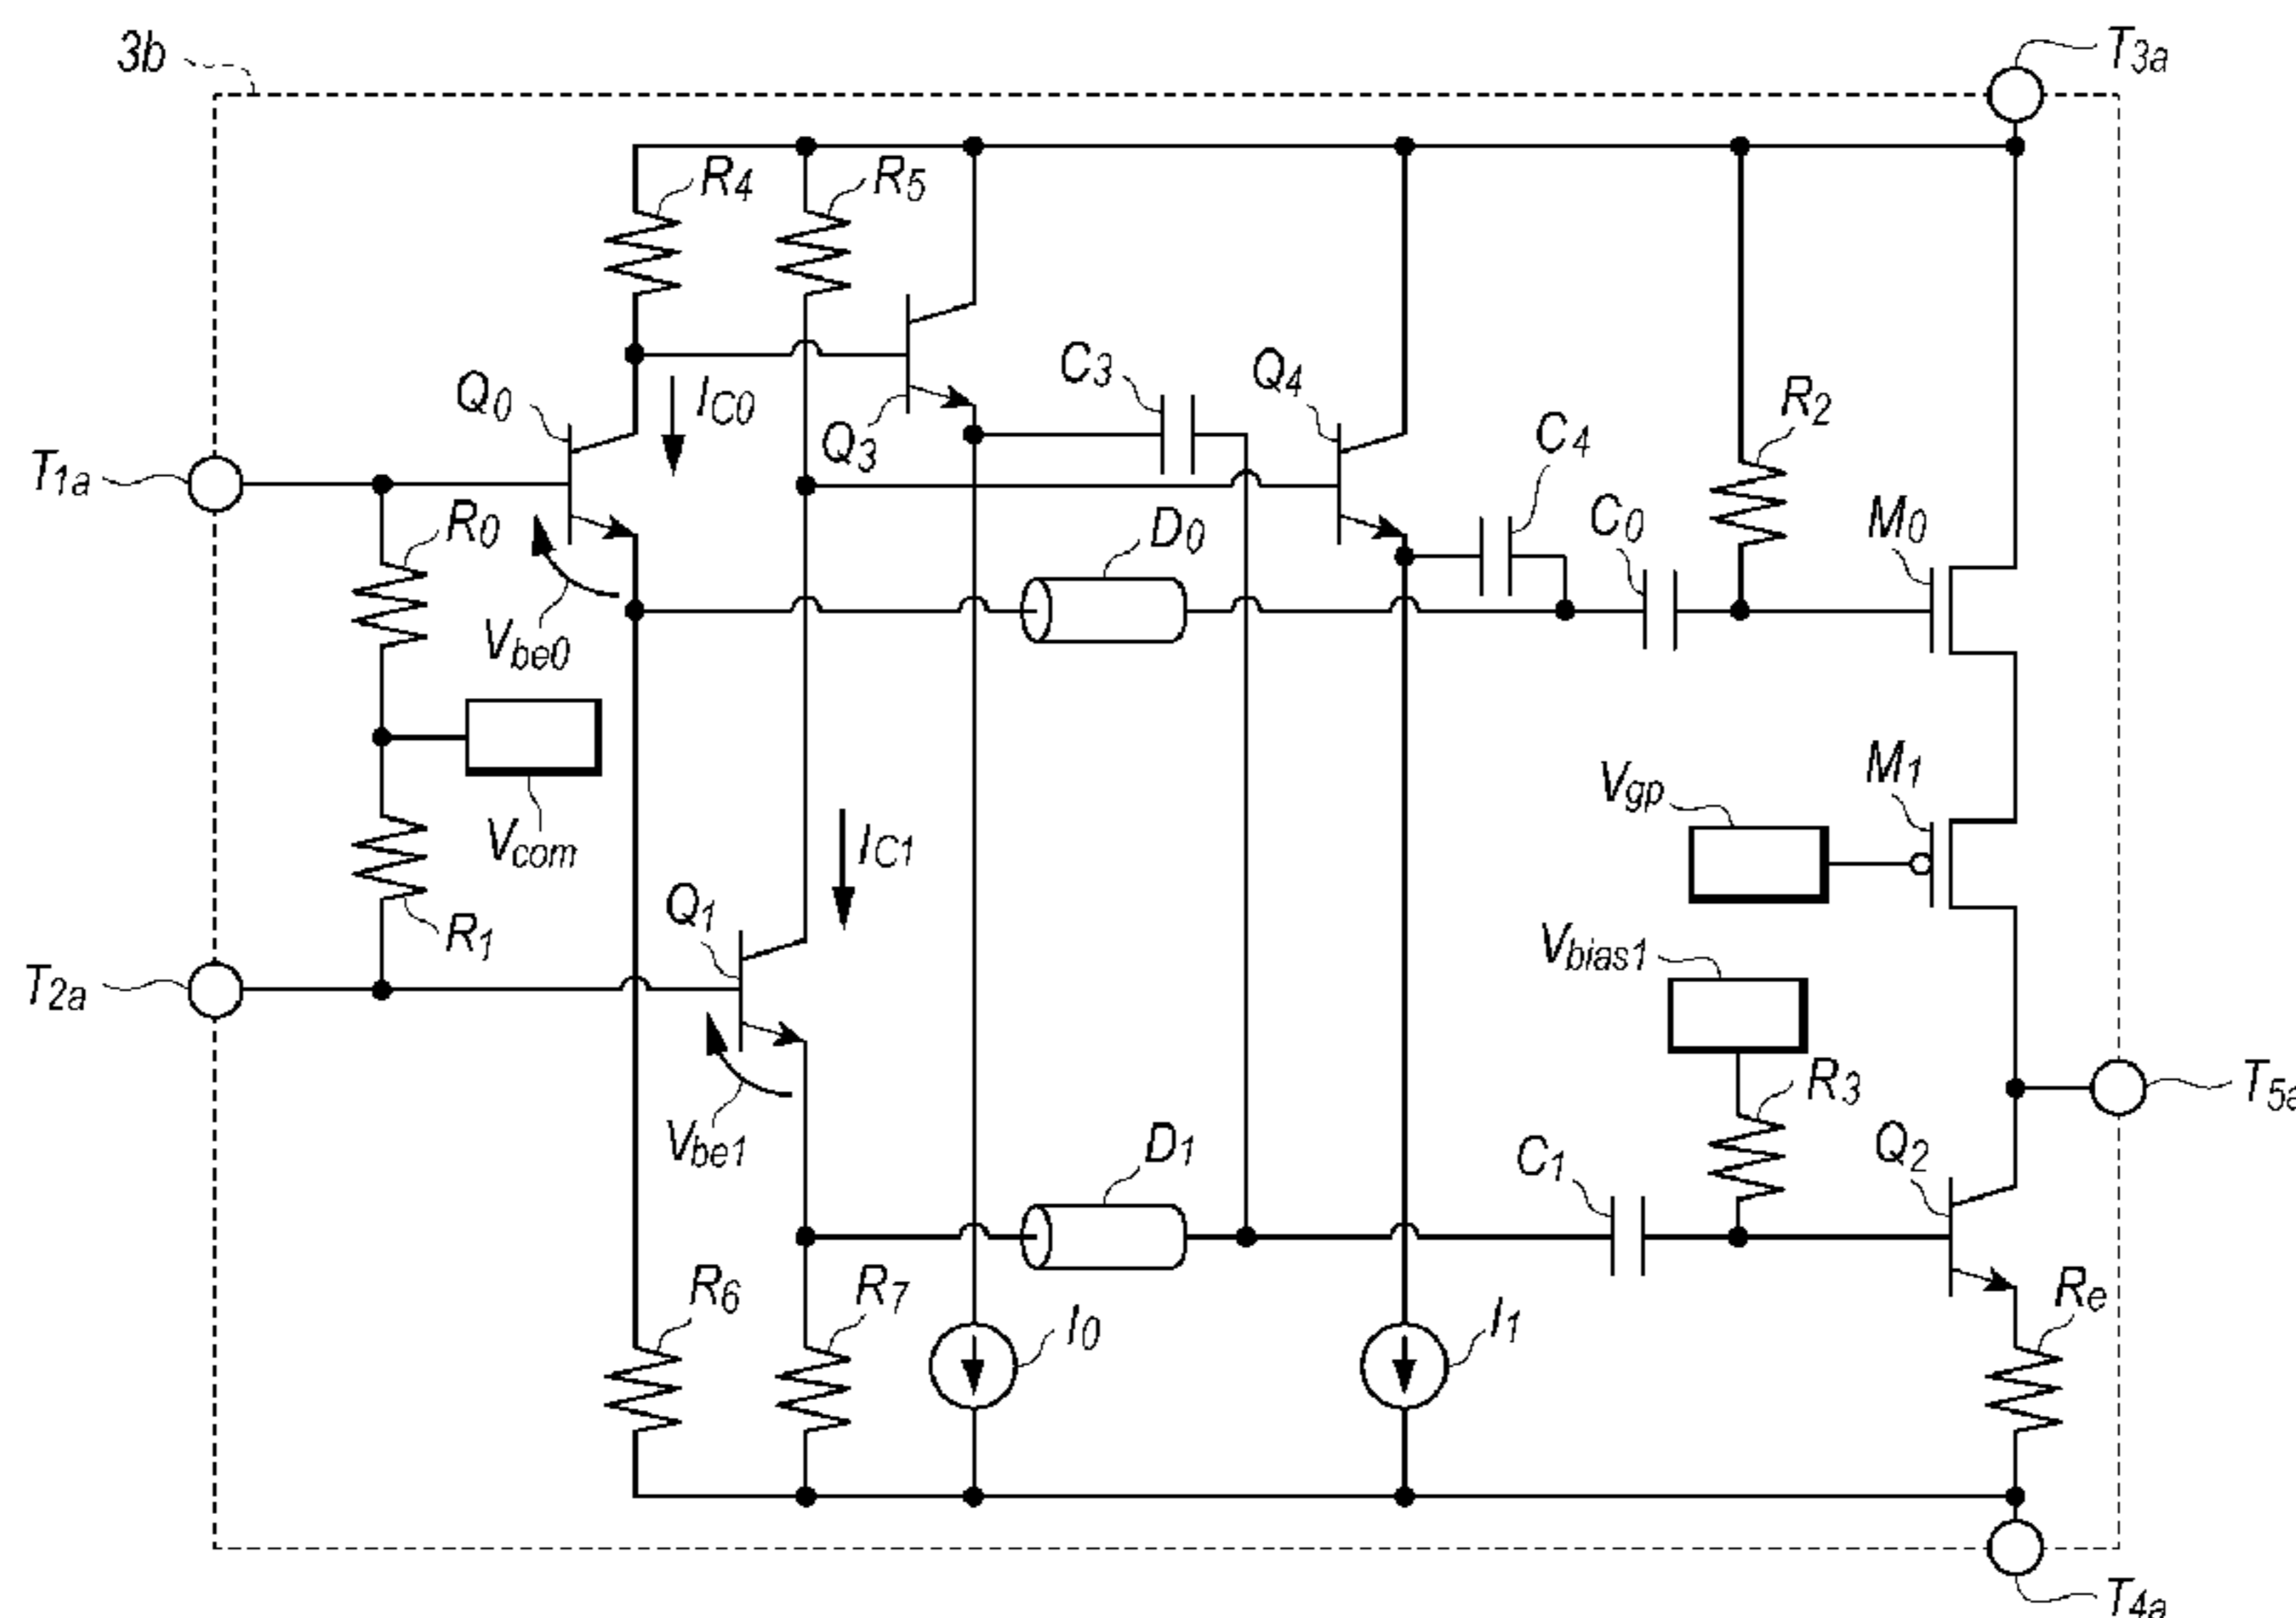 3b
T3a
R4
R5
C3
Q4
Q0
IC0
Q3
R2
C4
T1a
R0
D0
C0
M0
Vbe0
Vgp
M1
Vcom
IC1
Q1
Vbias1
R1
T2a
R3
T5a
Vbe1
D1
C1
Q2
R6
R7
I0
I1
Re
T4a